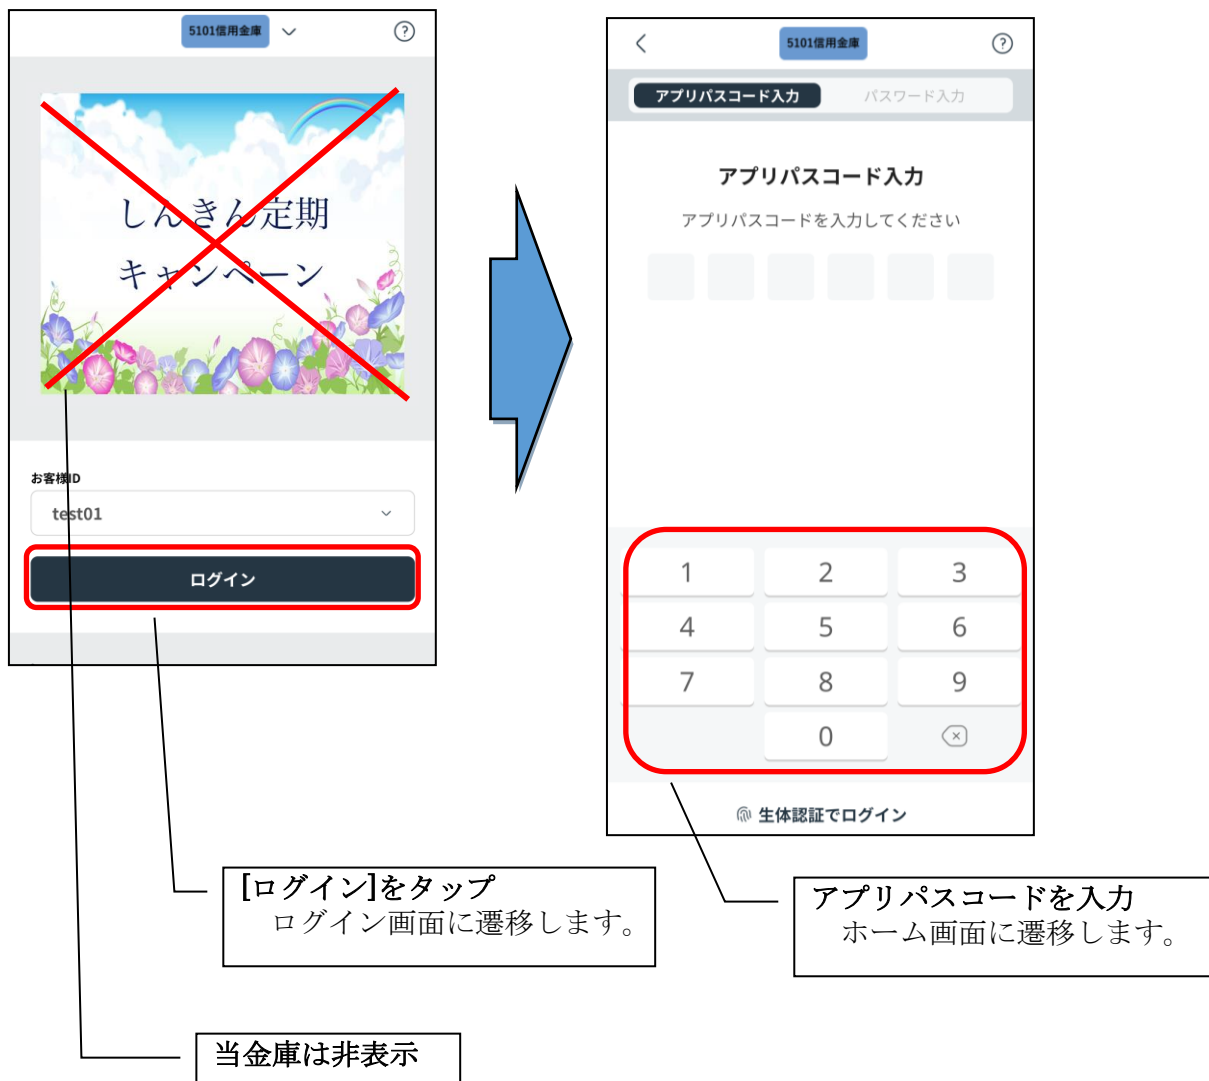 5101信用金庫
?
しんきん定期
キャンペーン
お客様ID
test01
ログイン
5101信用金庫
?
アプリパスコード入力
パスワード入力
アプリパスコード入力
アプリパスコードを入力してください
1 2 3
4 5 6
7 8 9
0
生体認証でログイン
[ログイン]をタップ
ログイン画面に遷移します。
アプリパスコードを入力
ホーム画面に遷移します。
当金庫は非表示